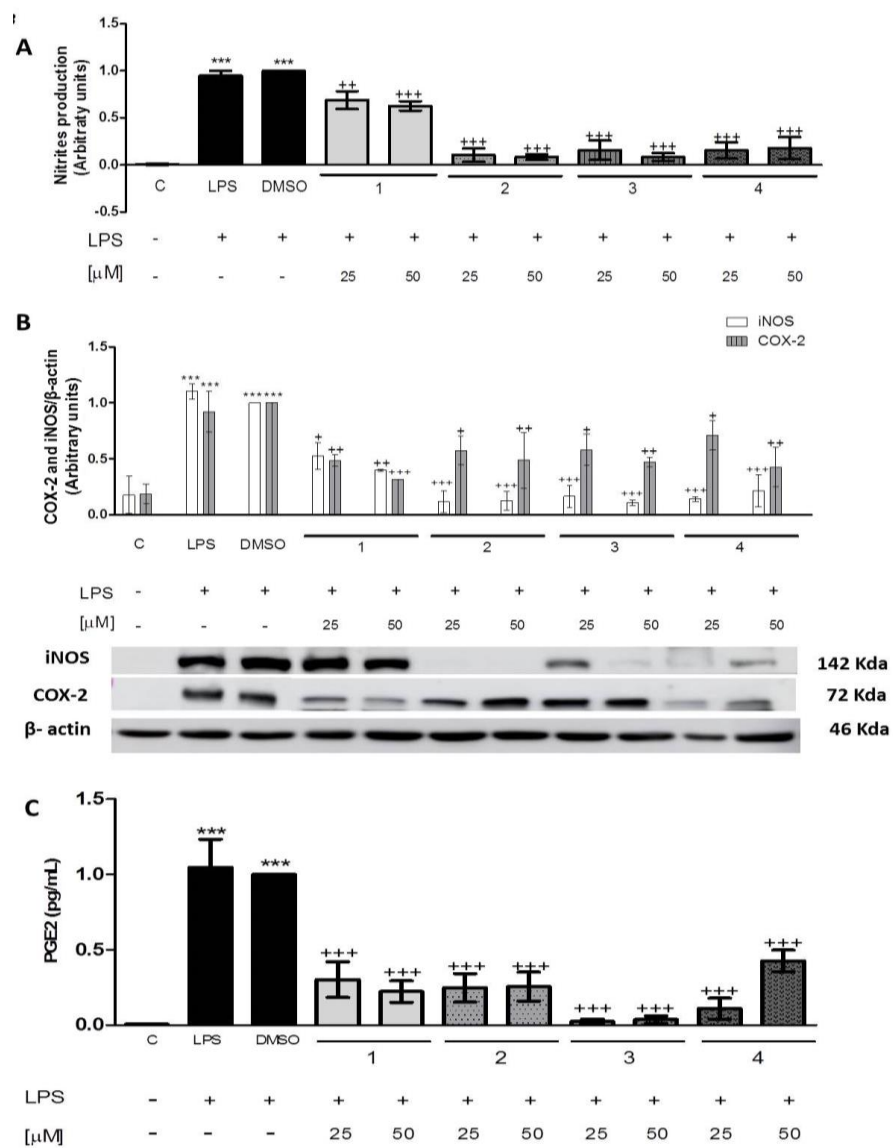 A
Nitrites production
(Arbitraty units)
1.5
1.0
0.5
0.0
-0.5
*** ***
++ +++ +++ +++ +++ +++ +++ +++
C LPS DMSO 1 2 3 4
LPS - + + + + + + + + + +
[μM] - - - 25 50 25 50 25 50 25 50
B
iNOS
COX-2
COX-2 and iNOS/β-actin
(Arbitrary units)
1.5
1.0
0.5
0.0
*** *** *** ***
+ ++ ++ +++ +++ + +++ ++ +++ + +++ ++ +++ + +++ ++
C LPS DMSO 1 2 3 4
LPS - + + + + + + + + + +
[μM] - - - 25 50 25 50 25 50 25 50
iNOS 142 Kda
COX-2 72 Kda
β- actin 46 Kda
C
PGE2 (pg/mL)
1.5
1.0
0.5
0.0
*** ***
+++ +++ +++ +++ +++ +++ +++ +++
C LPS DMSO 1 2 3 4
LPS - + + + + + + + + + +
[μM] - - - 25 50 25 50 25 50 25 50